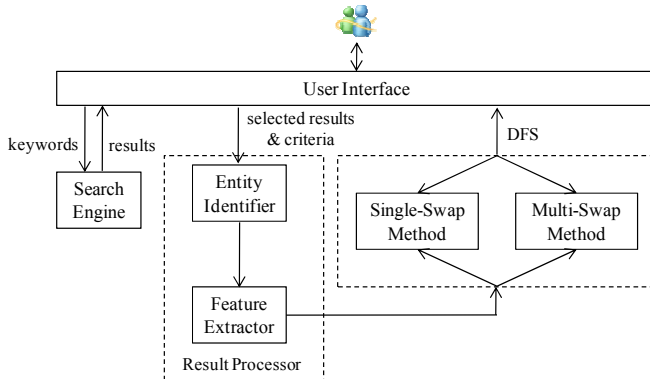 User Interface
keywords
results
selected results
& criteria
DFS
Search
Engine
Entity
Identifier
Single-Swap
Method
Multi-Swap
Method
Feature
Extractor
Result Processor